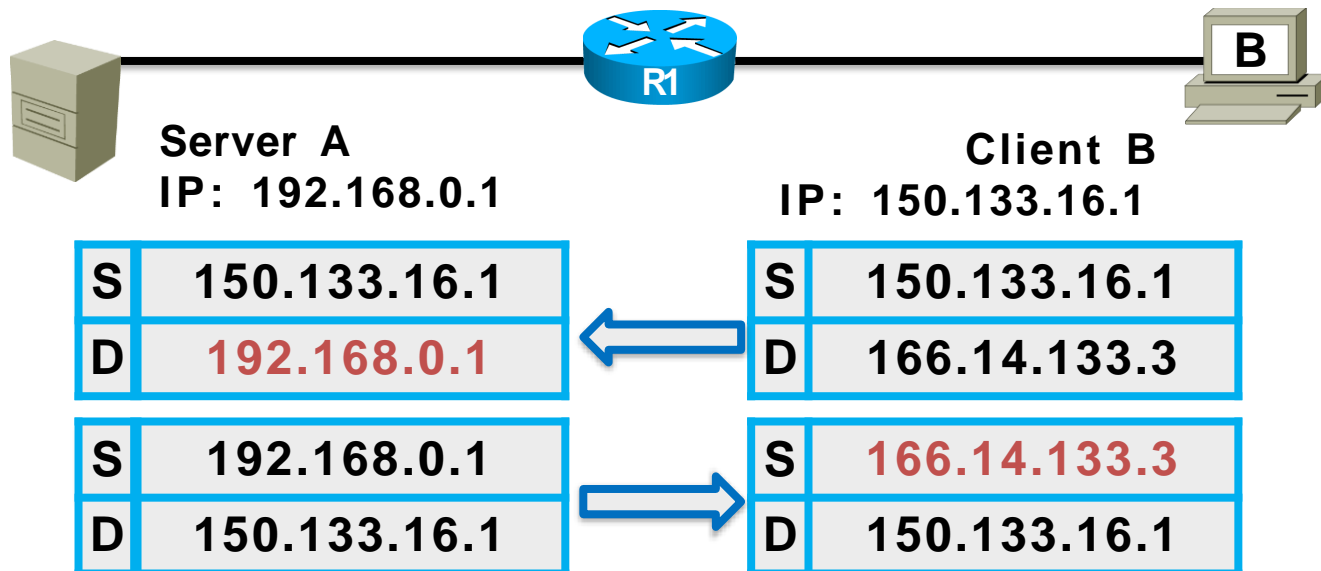 R1
B
Server A
IP: 192.168.0.1
Client B
IP: 150.133.16.1
S 150.133.16.1
D 192.168.0.1
S 150.133.16.1
D 166.14.133.3
S 192.168.0.1
D 150.133.16.1
S 166.14.133.3
D 150.133.16.1